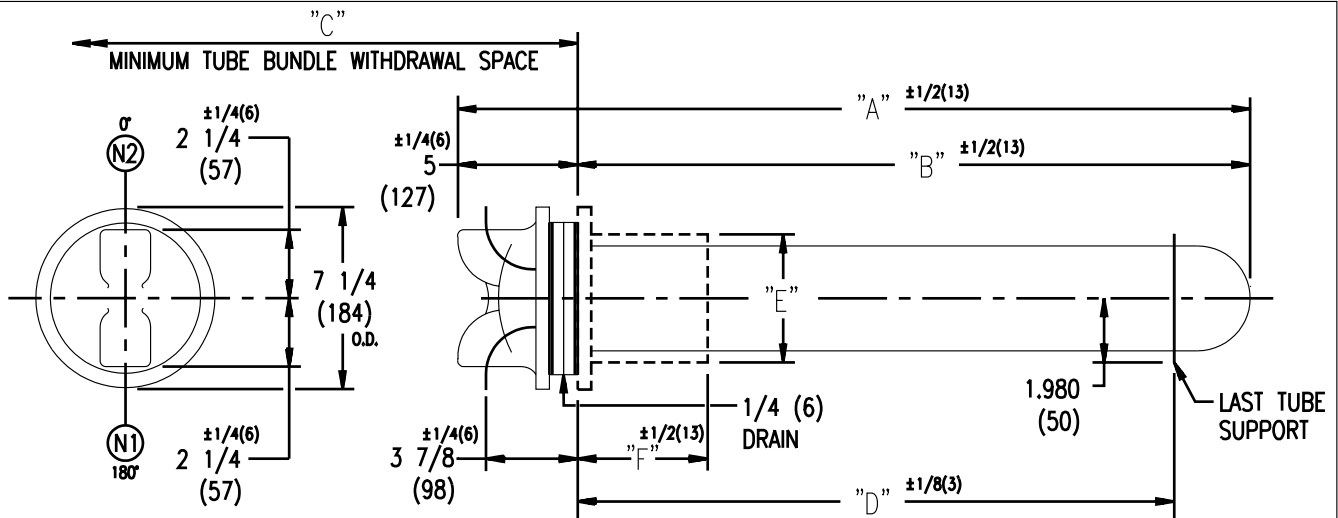 "C"
MINIMUM TUBE BUNDLE WITHDRAWAL SPACE
"A" ±1/2(13)
0°
N2
±1/4(6)
2 1/4
(57)
±1/4(6)
5
(127)
"B" ±1/2(13)
7 1/4
(184)
O.D.
"E"
1.980
(50)
LAST TUBE
SUPPORT
1/4 (6)
DRAIN
N1
180°
±1/4(6)
2 1/4
(57)
±1/4(6)
3 7/8
(98)
"F" ±1/2(13)
"D" ±1/8(3)